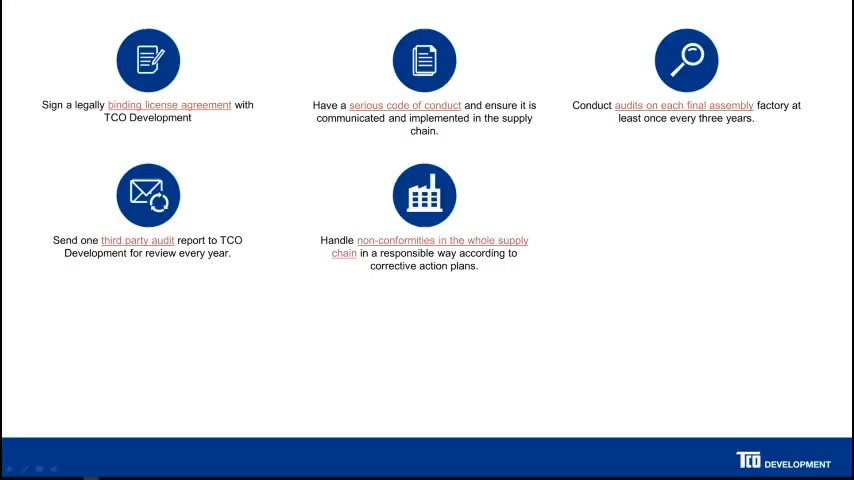 Sign a legally binding license agreement with
TCO Development
Have a serious code of conduct and ensure it is
communicated and implemented in the supply
chain.
Conduct audits on each final assembly factory at
least once every three years.
Send one third party audit report to TCO
Development for review every year.
Handle non-conformities in the whole supply
chain in a responsible way according to
corrective action plans.
TCO DEVELOPMENT